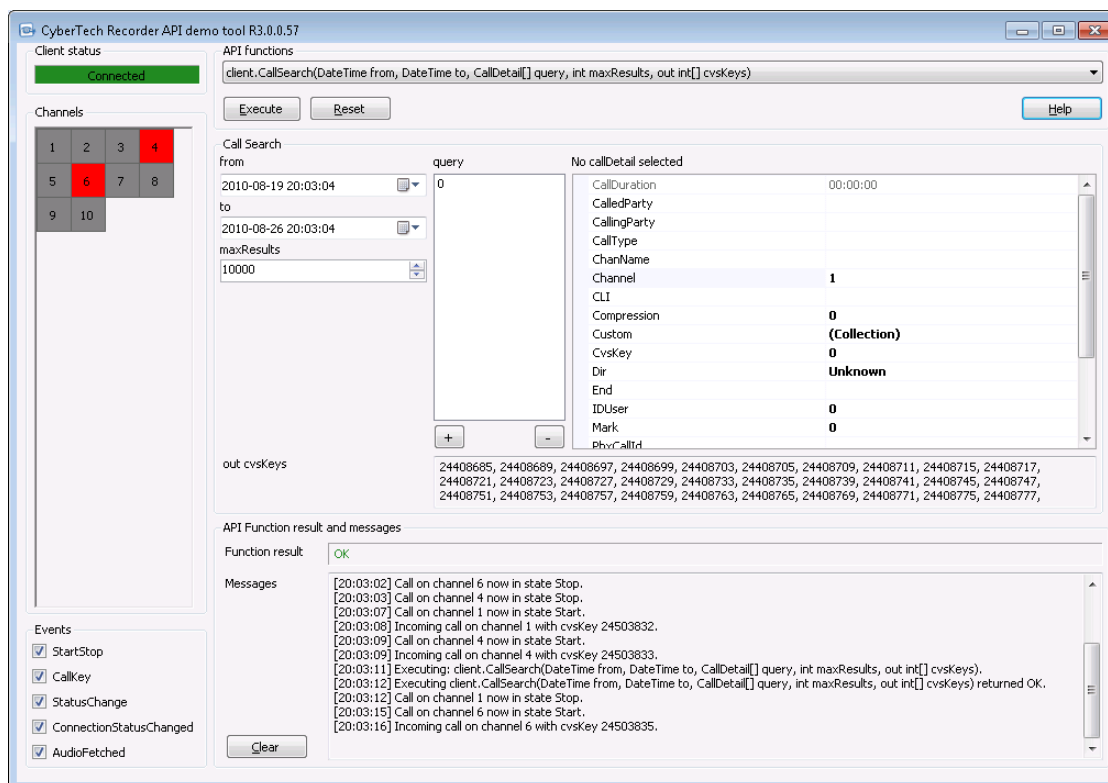 CyberTech Recorder API demo tool R3.0.0.57
Client status
Connected
Channels
1 2 3 4
5 6 7 8
9 10
Events
StartStop
CallKey
StatusChange
ConnectionStatusChanged
AudioFetched
API functions
client.CallSearch(DateTime from, DateTime to, CallDetail[] query, int maxResults, out int[] cvsKeys)
Execute Reset Help
Call Search
from
2010-08-19 20:03:04
to
2010-08-26 20:03:04
maxResults
10000
query
0
+ -
No callDetail selected
CallDuration 00:00:00
CalledParty
CallingParty
CallType
ChanName
Channel 1
CLI
Compression 0
Custom (Collection)
CvsKey 0
Dir Unknown
End
IDUser 0
Mark 0
PbxCallId
out cvsKeys
24408685, 24408689, 24408697, 24408699, 24408703, 24408705, 24408709, 24408711, 24408715, 24408717,
24408721, 24408723, 24408727, 24408729, 24408733, 24408735, 24408739, 24408741, 24408745, 24408747,
24408751, 24408753, 24408757, 24408759, 24408763, 24408765, 24408769, 24408771, 24408775, 24408777,
API Function result and messages
Function result OK
Messages
[20:03:02] Call on channel 6 now in state Stop.
[20:03:03] Call on channel 4 now in state Stop.
[20:03:07] Call on channel 1 now in state Start.
[20:03:08] Incoming call on channel 1 with cvsKey 24503832.
[20:03:09] Call on channel 4 now in state Start.
[20:03:09] Incoming call on channel 4 with cvsKey 24503833.
[20:03:11] Executing: client.CallSearch(DateTime from, DateTime to, CallDetail[] query, int maxResults, out int[] cvsKeys).
[20:03:12] Executing client.CallSearch(DateTime from, DateTime to, CallDetail[] query, int maxResults, out int[] cvsKeys) returned OK.
[20:03:12] Call on channel 1 now in state Stop.
[20:03:15] Call on channel 6 now in state Start.
[20:03:16] Incoming call on channel 6 with cvsKey 24503835.
Clear